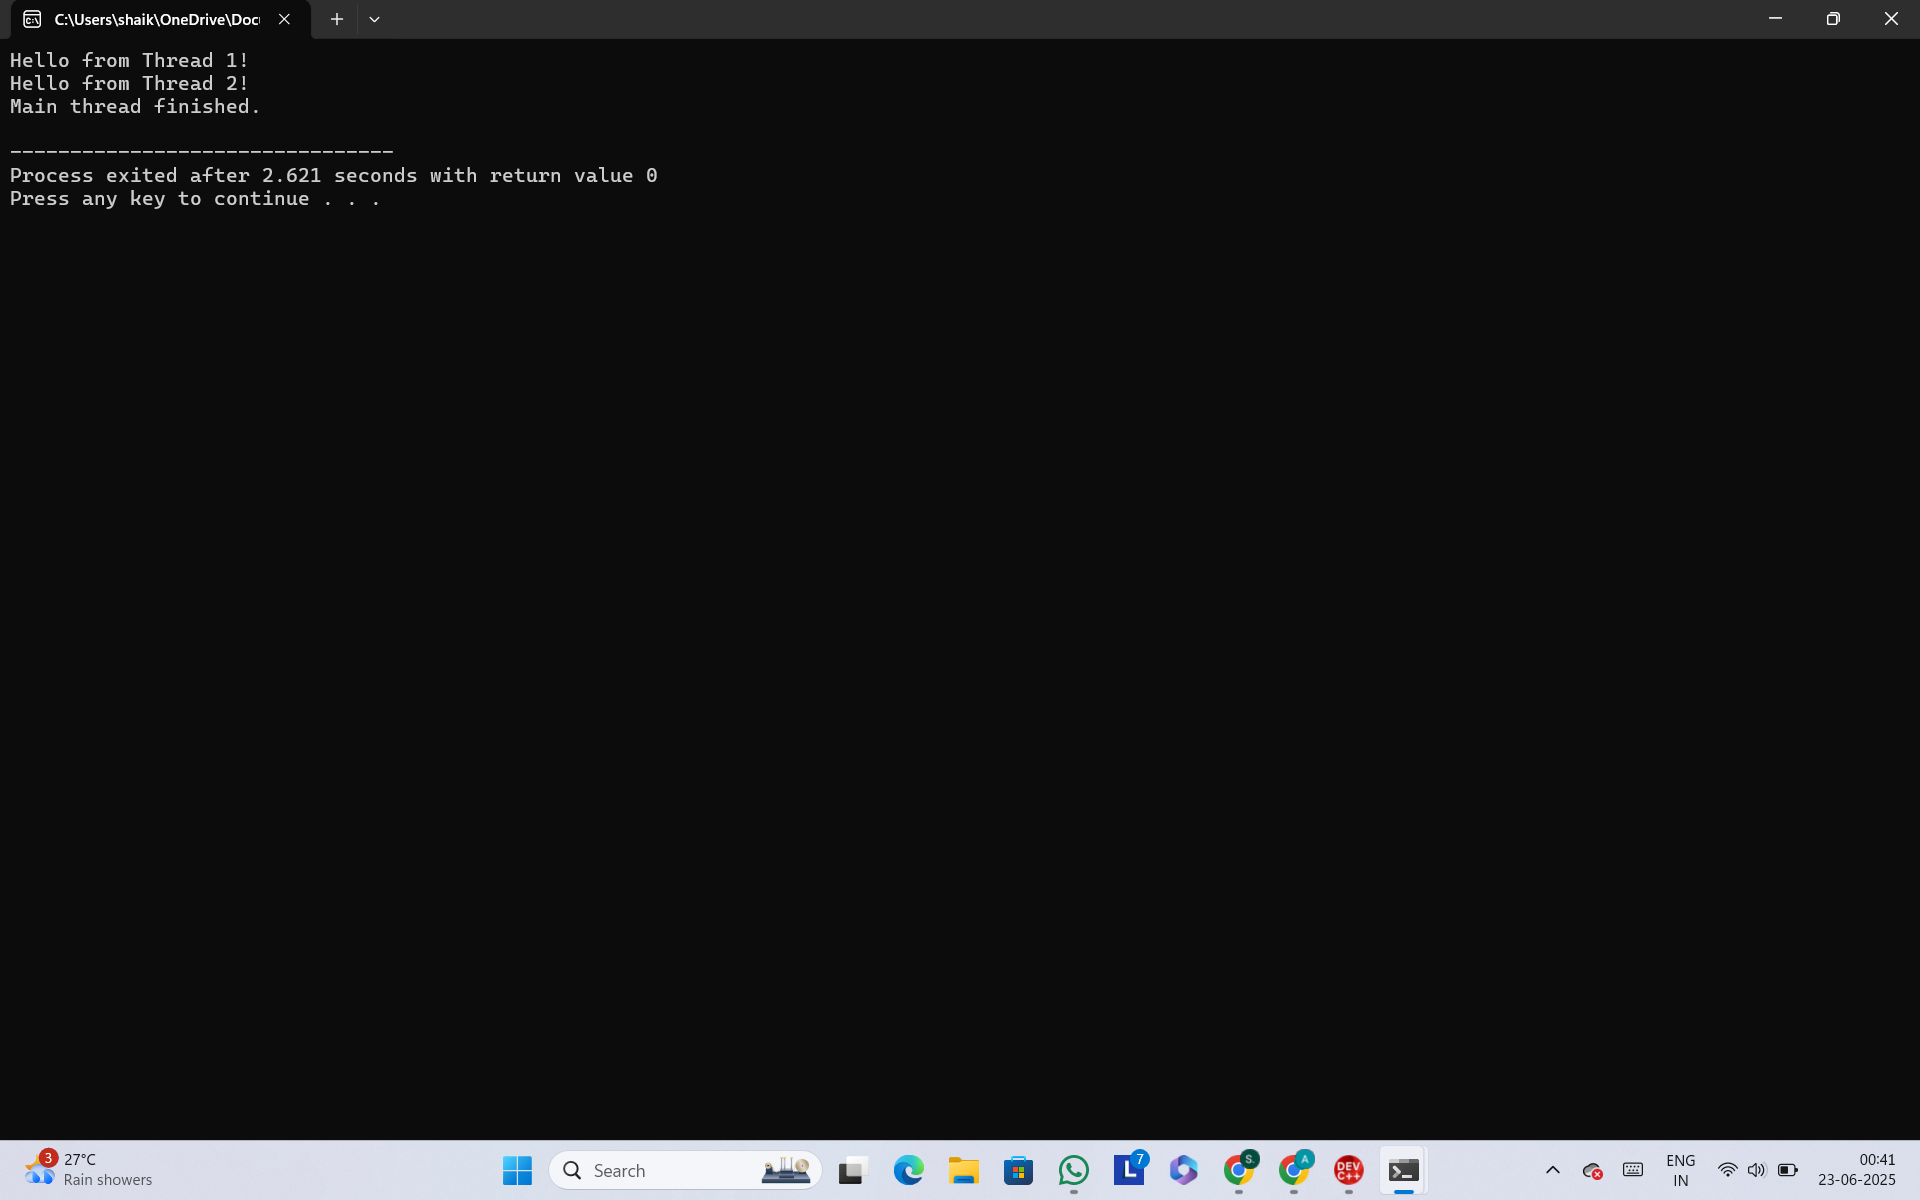 C:\Users\shaik\OneDrive\Doc
Hello from Thread 1!
Hello from Thread 2!
Main thread finished.
--------------------------------
Process exited after 2.621 seconds with return value 0
Press any key to continue . . .
3
27°C
Rain showers
Search
L
7
S.
A
DEV
C++
ENG
IN
00:41
23-06-2025